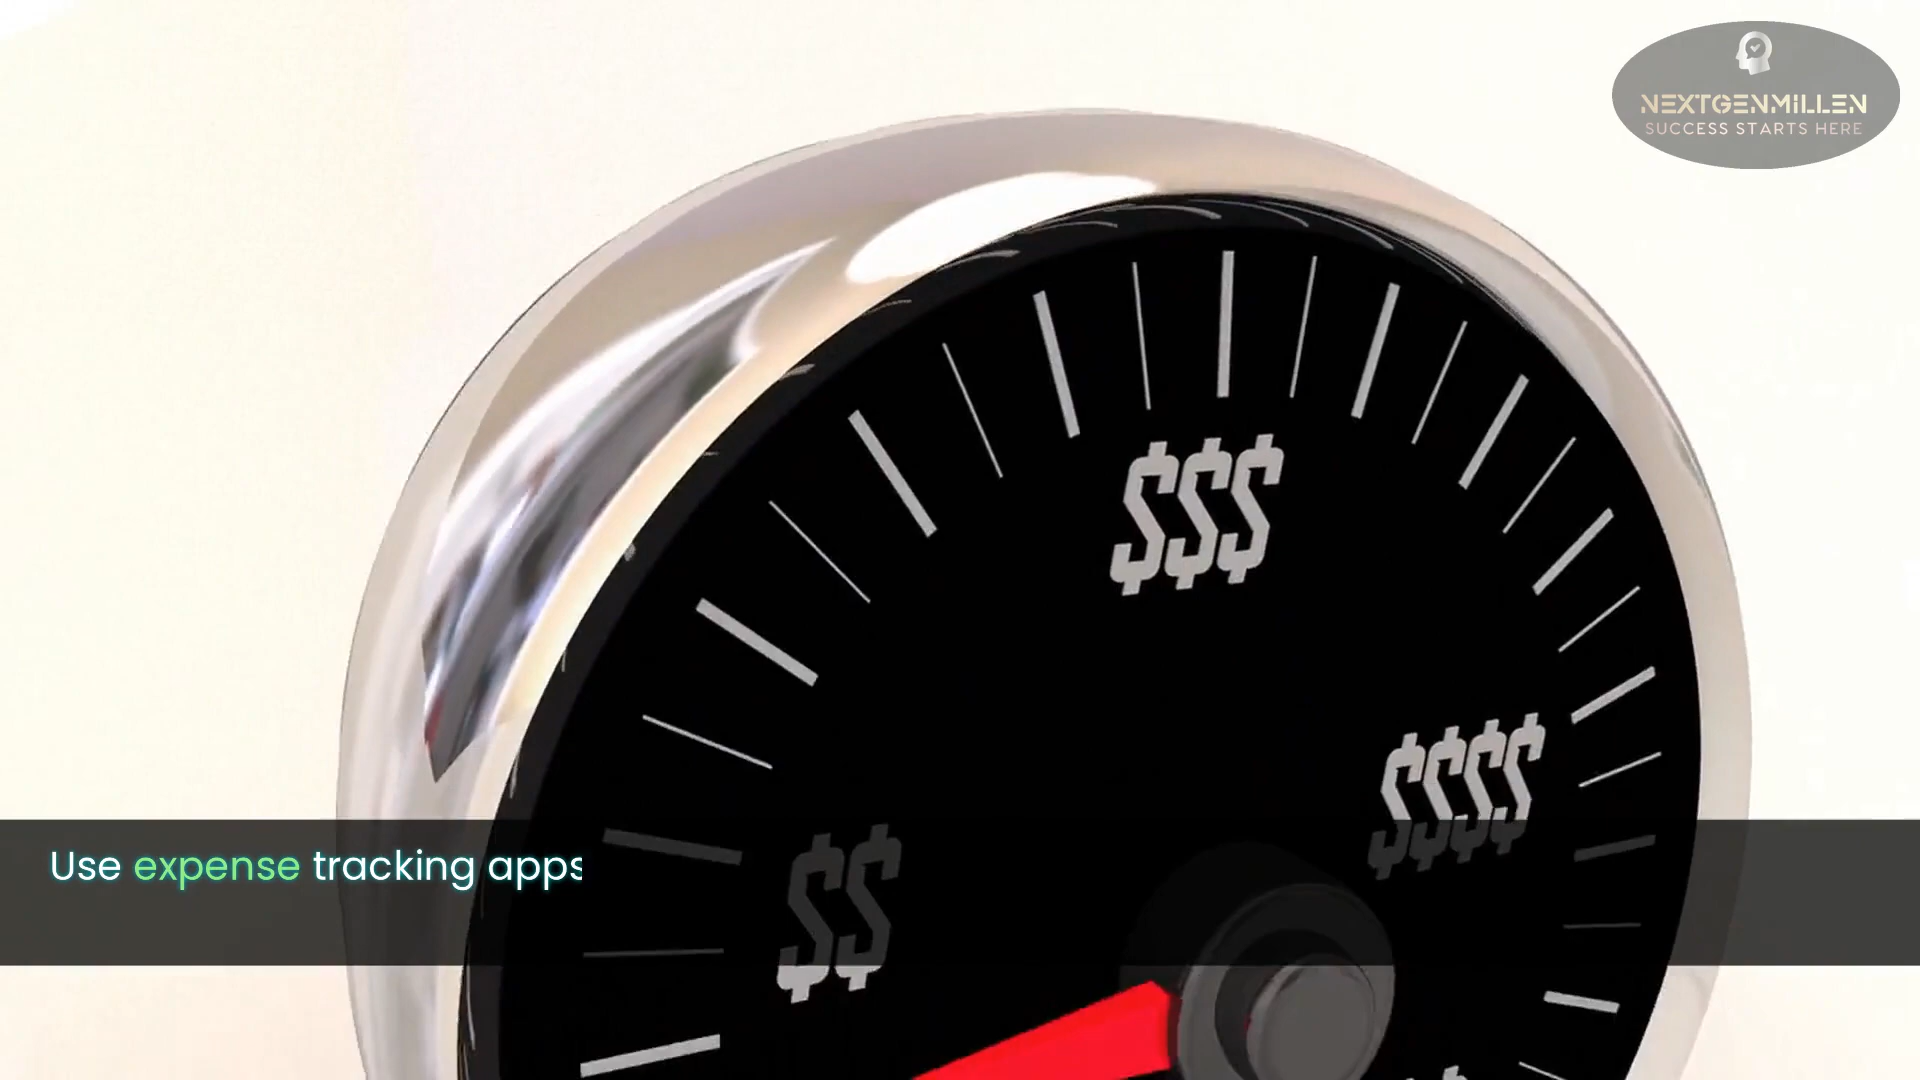 NEXTGENMILLEN
SUCCESS STARTS HERE
$$$
$$$$
Use expense tracking apps
$$